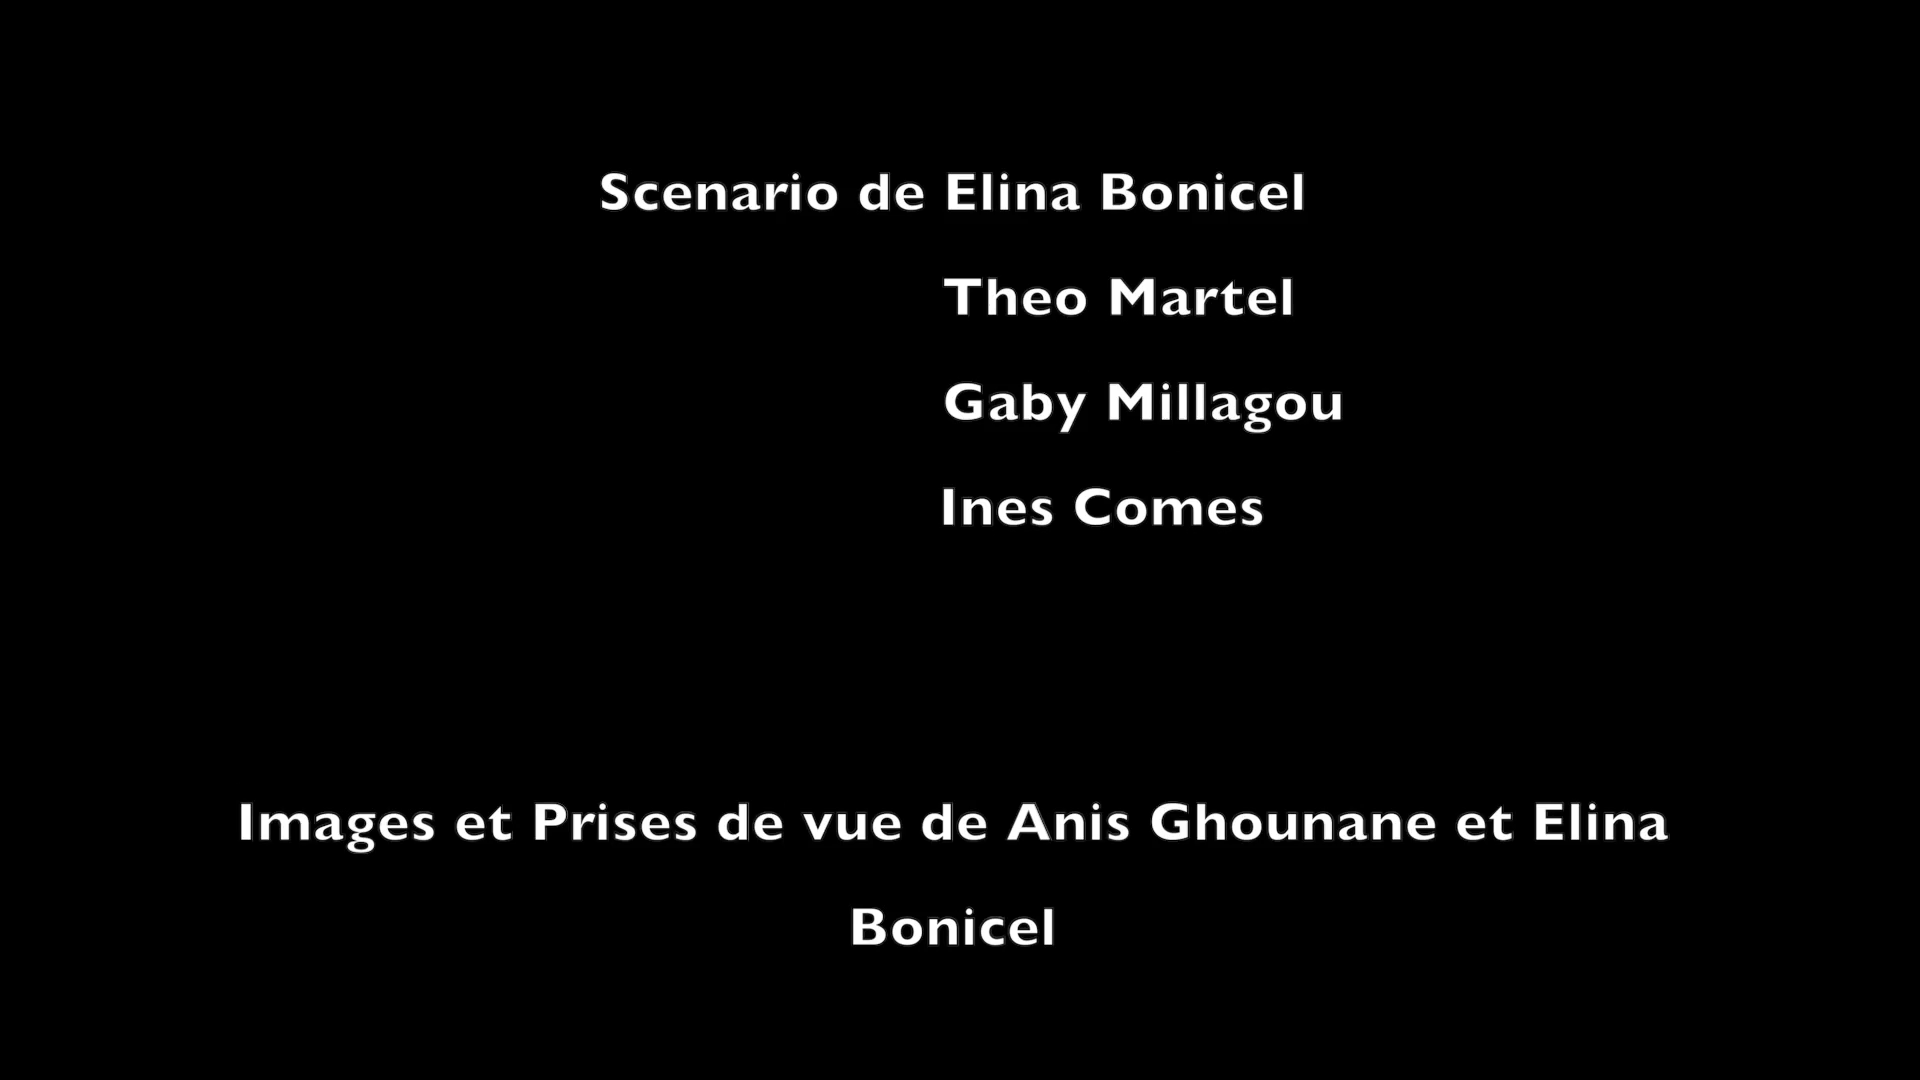 Scenario de Elina Bonicel
Theo Martel
Gaby Millagou
Ines Comes
Images et Prises de vue de Anis Ghounane et Elina
Bonicel